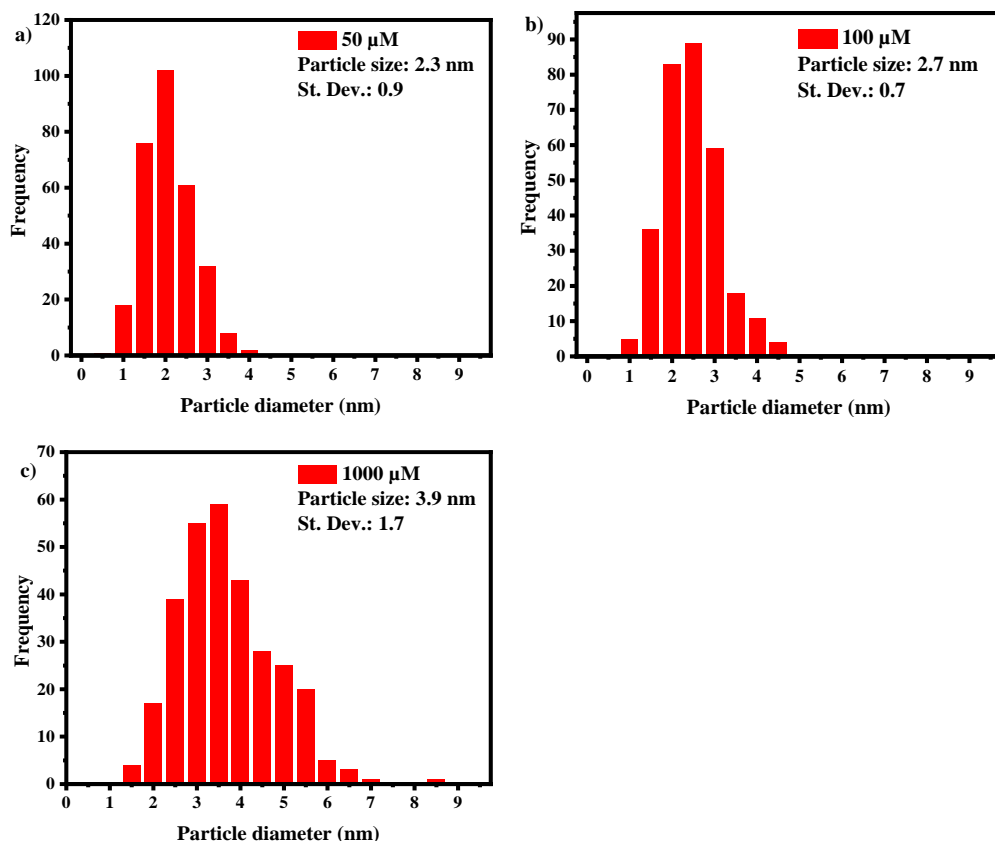 a)
50 µM
Particle size: 2.3 nm
St. Dev.: 0.9
120
100
80
60
40
20
0
Frequency
0 1 2 3 4 5 6 7 8 9
Particle diameter (nm)
b)
100 µM
Particle size: 2.7 nm
St. Dev.: 0.7
90
80
70
60
50
40
30
20
10
0
Frequency
0 1 2 3 4 5 6 7 8 9
Particle diameter (nm)
c)
1000 µM
Particle size: 3.9 nm
St. Dev.: 1.7
70
60
50
40
30
20
10
0
Frequency
0 1 2 3 4 5 6 7 8 9
Particle diameter (nm)